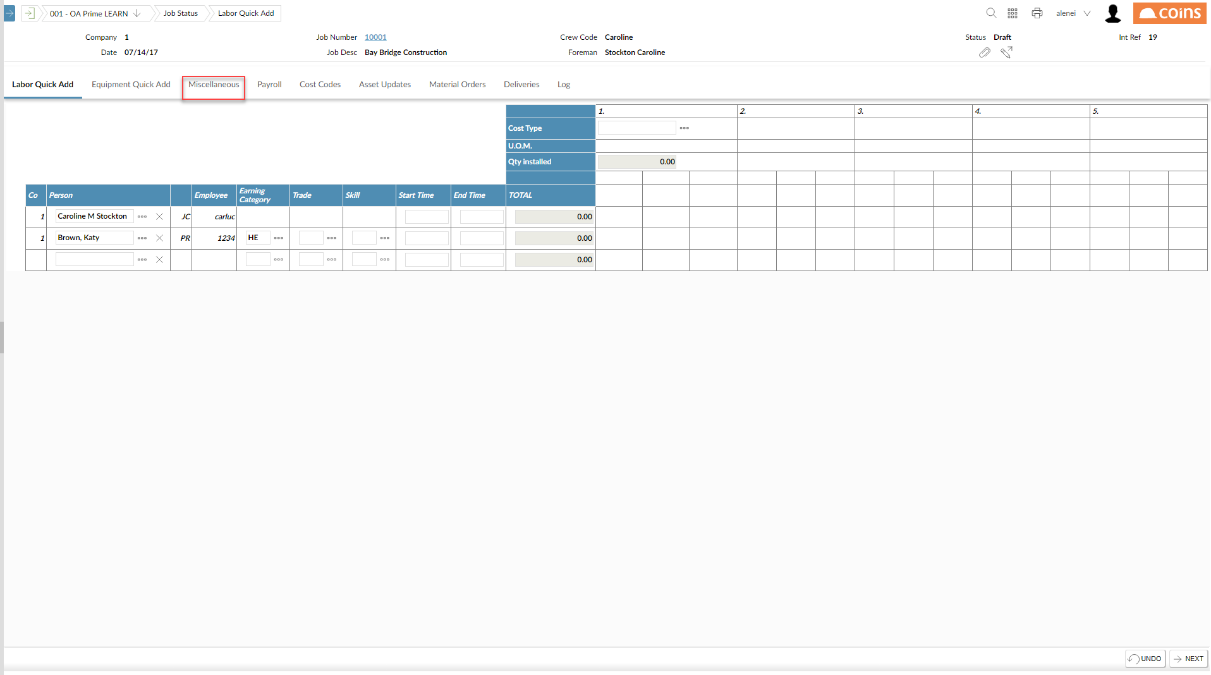 001 - OA Prime LEARN Job Status Labor Quick Add alenei coins
Company 1 Job Number 10001 Crew Code Caroline Status Draft Int Ref 19
Date 07/14/17 Job Desc Bay Bridge Construction Foreman Stockton Caroline
Labor Quick Add Equipment Quick Add Miscellaneous Payroll Cost Codes Asset Updates Material Orders Deliveries Log
1. 2. 3. 4. 5.
Cost Type
U.O.M.
Qty Installed 0.00
Co Person Employee Earning Category Trade Skill Start Time End Time TOTAL
1 Caroline M Stockton JC carluc 0.00
1 Brown, Katy PR 1234 HE 0.00
0.00
UNDO NEXT